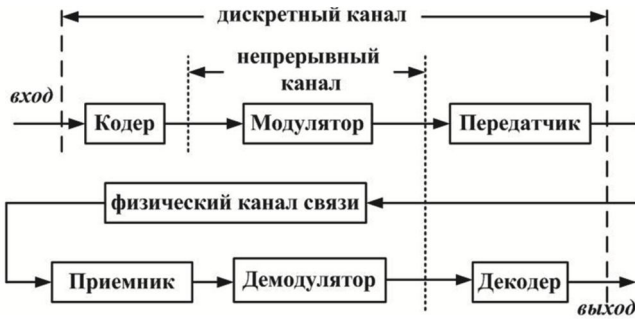 дискретный канал
непрерывный
канал
вход
Кодер
Модулятор
Передатчик
физический канал связи
Приемник
Демодулятор
Декодер
выход